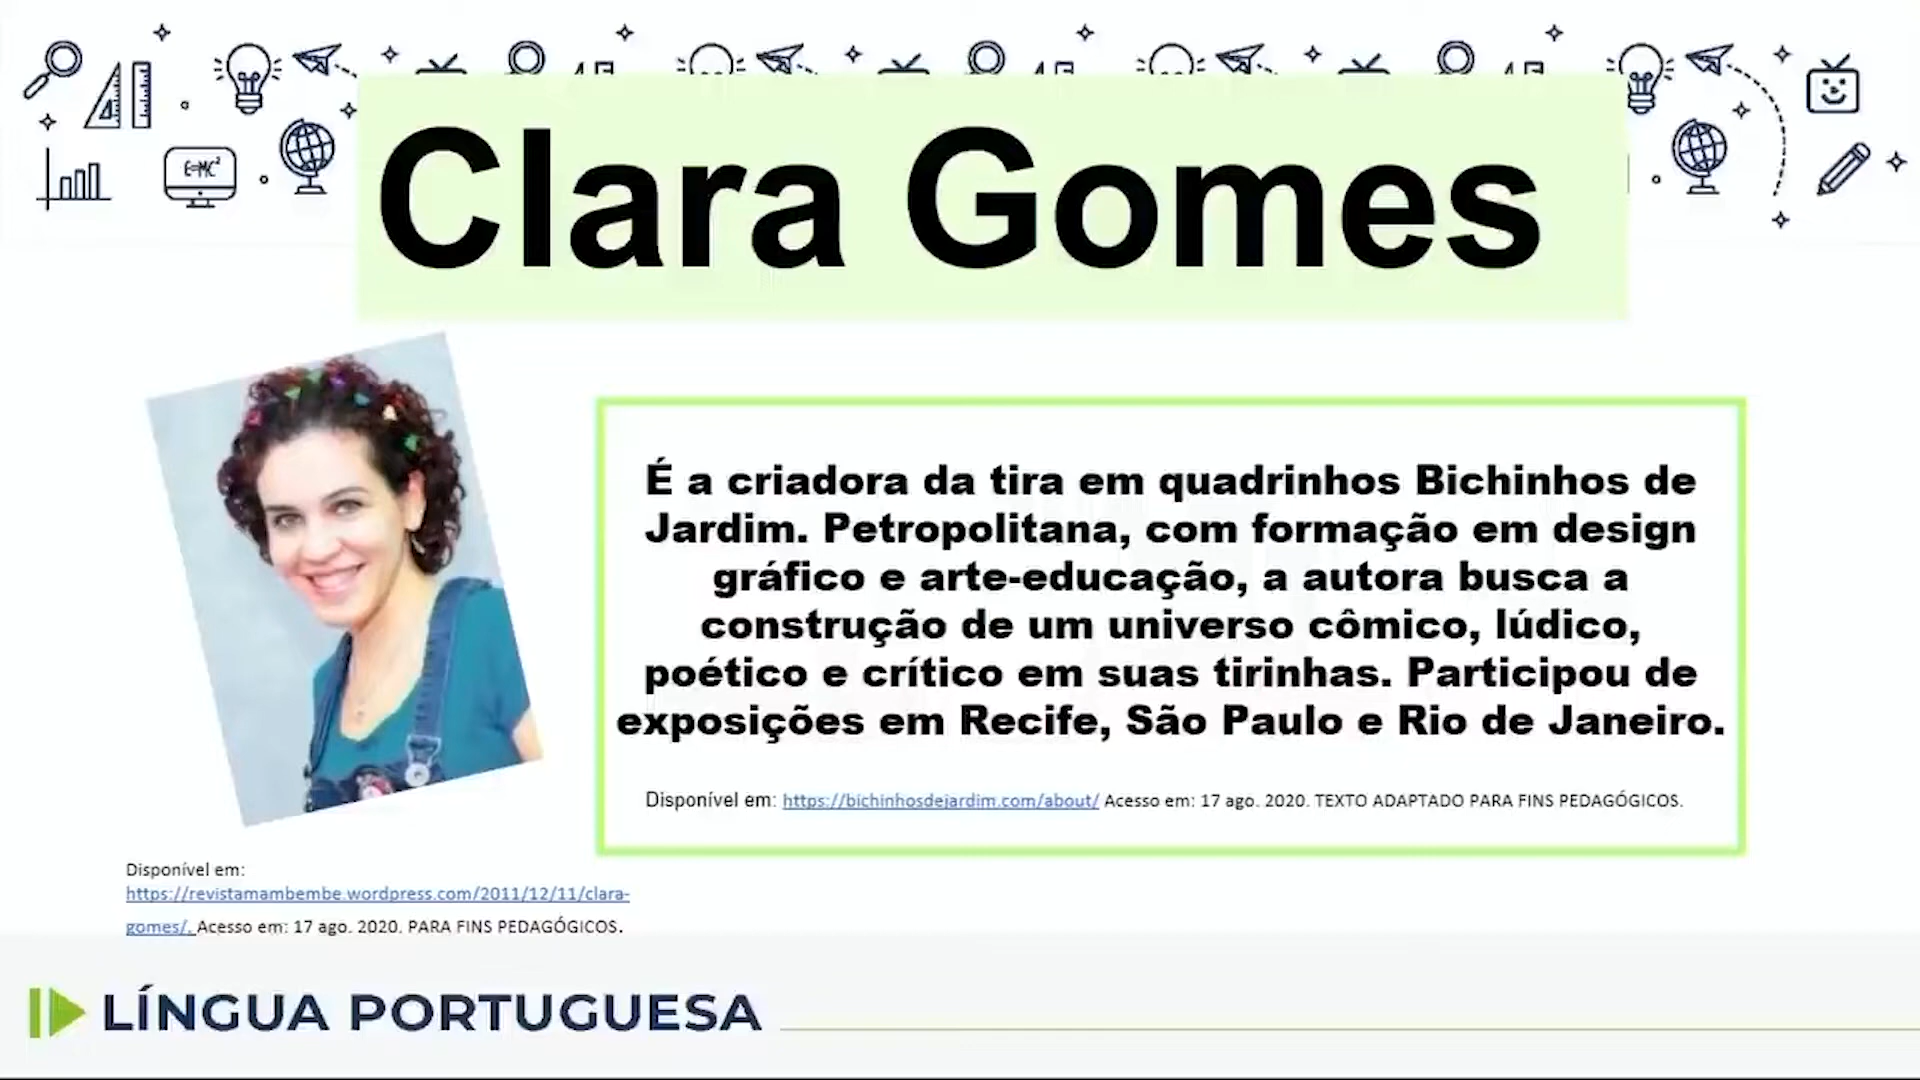 E=MC²
Clara Gomes
É a criadora da tira em quadrinhos Bichinhos de
Jardim. Petropolitana, com formação em design
gráfico e arte-educação, a autora busca a
construção de um universo cômico, lúdico,
poético e crítico em suas tirinhas. Participou de
exposições em Recife, São Paulo e Rio de Janeiro.
Disponível em: https://bichinhosdejardim.com/about/ Acesso em: 17 ago. 2020. TEXTO ADAPTADO PARA FINS PEDAGÓGICOS.
Disponível em:
https://revistamambembe.wordpress.com/2011/12/11/clara-
gomes/. Acesso em: 17 ago. 2020. PARA FINS PEDAGÓGICOS.
LÍNGUA PORTUGUESA